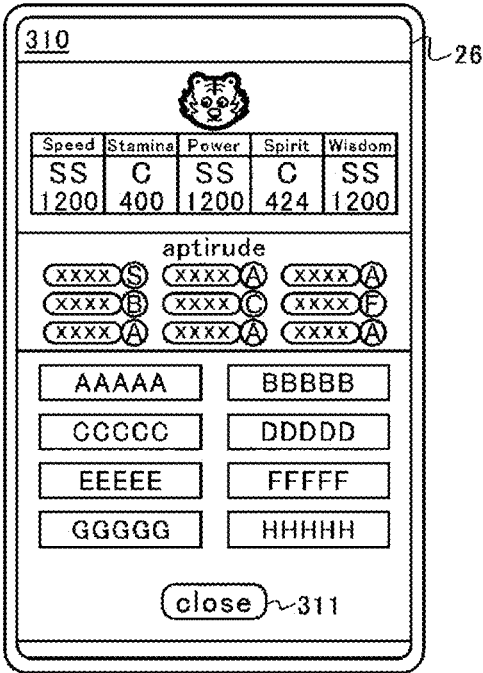 310
26
Speed Stamina Power Spirit Wisdom
SS C SS C SS
1200 400 1200 424 1200
aptirude
xxxx S xxxx A xxxx A
xxxx B xxxx C xxxx F
xxxx A xxxx A xxxx A
AAAAA BBBBB
CCCCC DDDDD
EEEEE FFFFF
GGGGG HHHHH
close 311